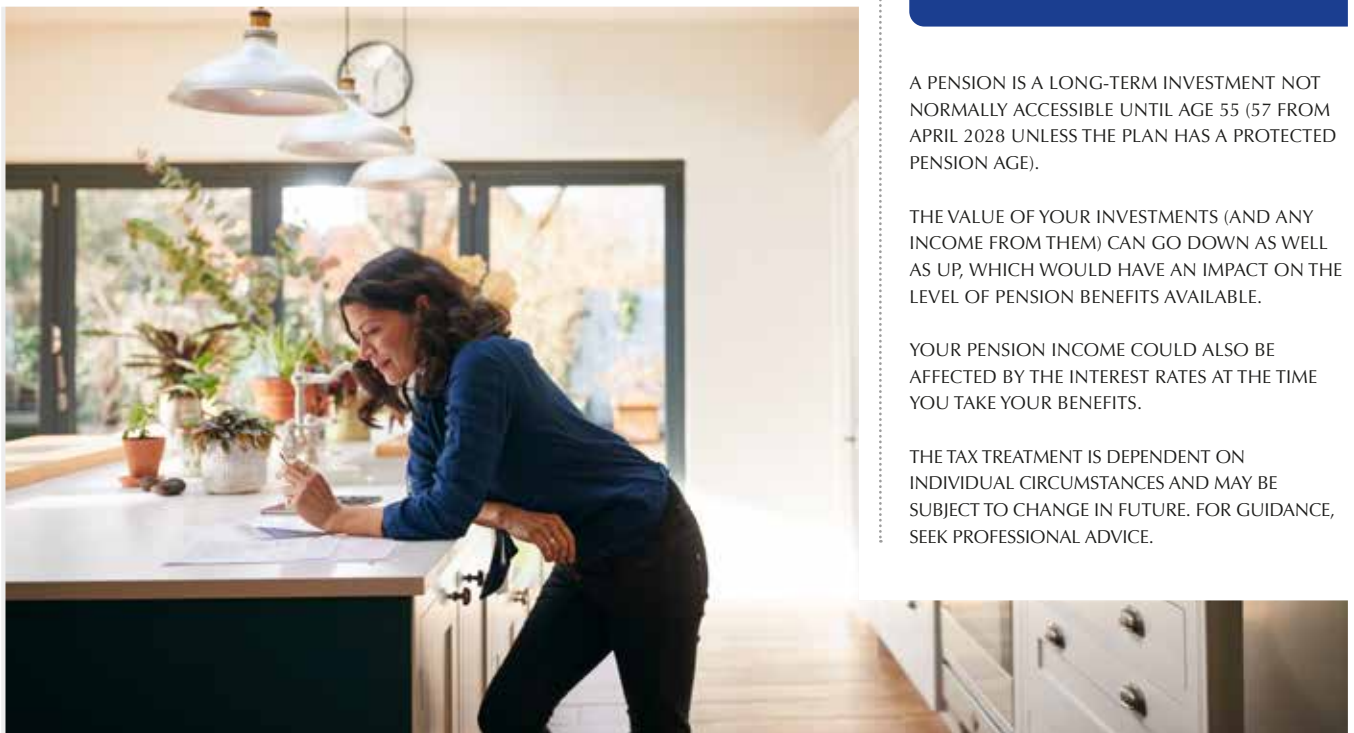 A PENSION IS A LONG-TERM INVESTMENT NOT
NORMALLY ACCESSIBLE UNTIL AGE 55 (57 FROM
APRIL 2028 UNLESS THE PLAN HAS A PROTECTED
PENSION AGE).
THE VALUE OF YOUR INVESTMENTS (AND ANY
INCOME FROM THEM) CAN GO DOWN AS WELL
AS UP, WHICH WOULD HAVE AN IMPACT ON THE
LEVEL OF PENSION BENEFITS AVAILABLE.
YOUR PENSION INCOME COULD ALSO BE
AFFECTED BY THE INTEREST RATES AT THE TIME
YOU TAKE YOUR BENEFITS.
THE TAX TREATMENT IS DEPENDENT ON
INDIVIDUAL CIRCUMSTANCES AND MAY BE
SUBJECT TO CHANGE IN FUTURE. FOR GUIDANCE,
SEEK PROFESSIONAL ADVICE.